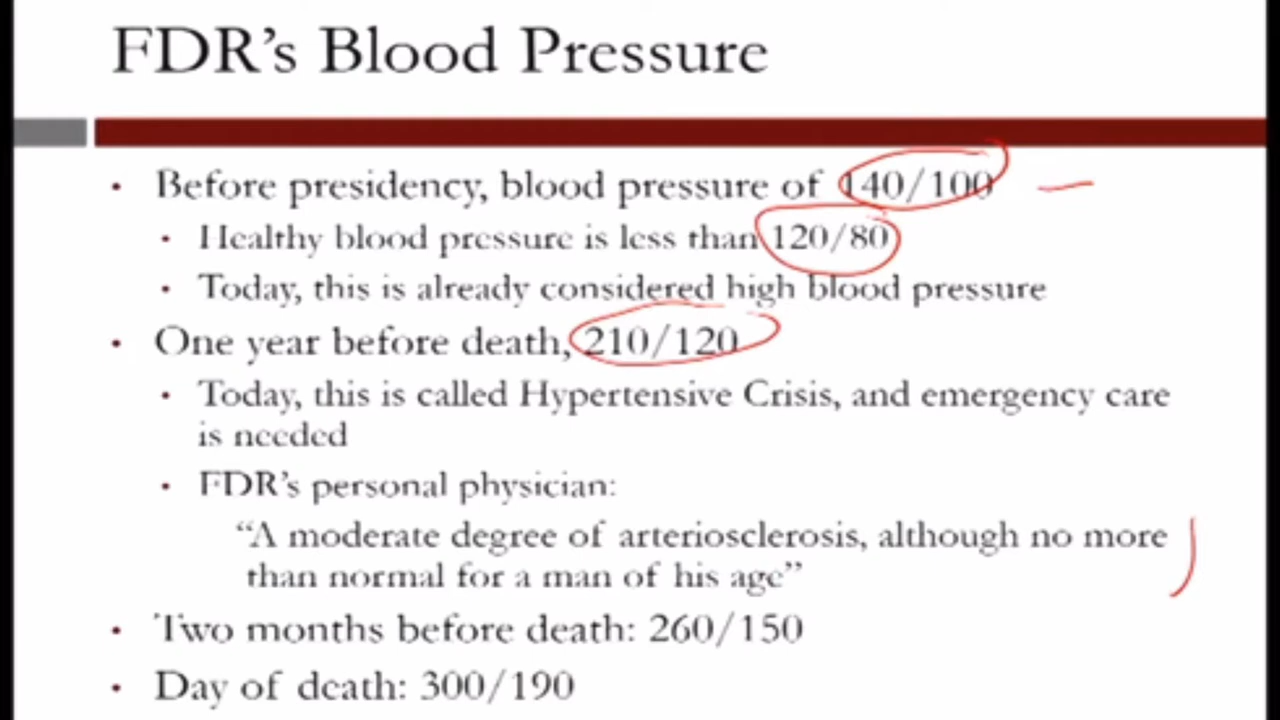 FDR's Blood Pressure
• Before presidency, blood pressure of 140/100
• Healthy blood pressure is less than 120/80
• Today, this is already considered high blood pressure
• One year before death, 210/120
• Today, this is called Hypertensive Crisis, and emergency care
is needed
• FDR's personal physician:
“A moderate degree of arteriosclerosis, although no more
than normal for a man of his age”
• Two months before death: 260/150
• Day of death: 300/190